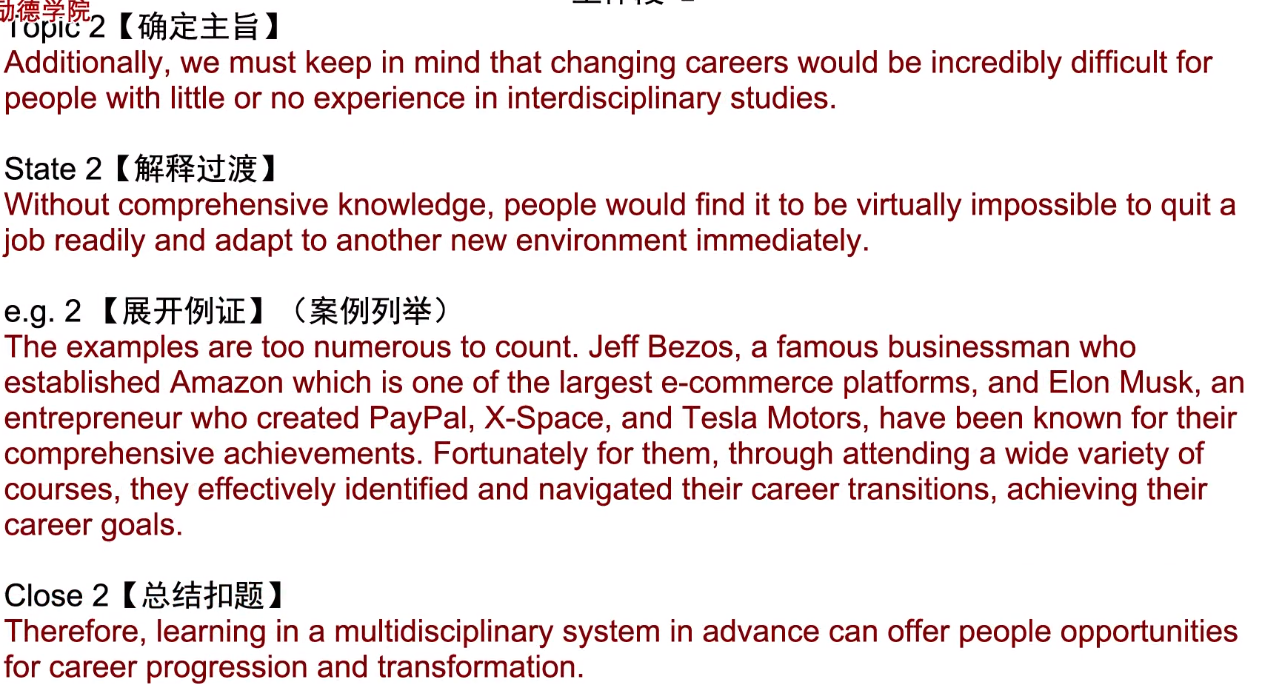 励德学院
Topic 2【确定主旨】
Additionally, we must keep in mind that changing careers would be incredibly difficult for
people with little or no experience in interdisciplinary studies.
State 2【解释过渡】
Without comprehensive knowledge, people would find it to be virtually impossible to quit a
job readily and adapt to another new environment immediately.
e.g. 2 【展开例证】（案例列举）
The examples are too numerous to count. Jeff Bezos, a famous businessman who
established Amazon which is one of the largest e-commerce platforms, and Elon Musk, an
entrepreneur who created PayPal, X-Space, and Tesla Motors, have been known for their
comprehensive achievements. Fortunately for them, through attending a wide variety of
courses, they effectively identified and navigated their career transitions, achieving their
career goals.
Close 2【总结扣题】
Therefore, learning in a multidisciplinary system in advance can offer people opportunities
for career progression and transformation.